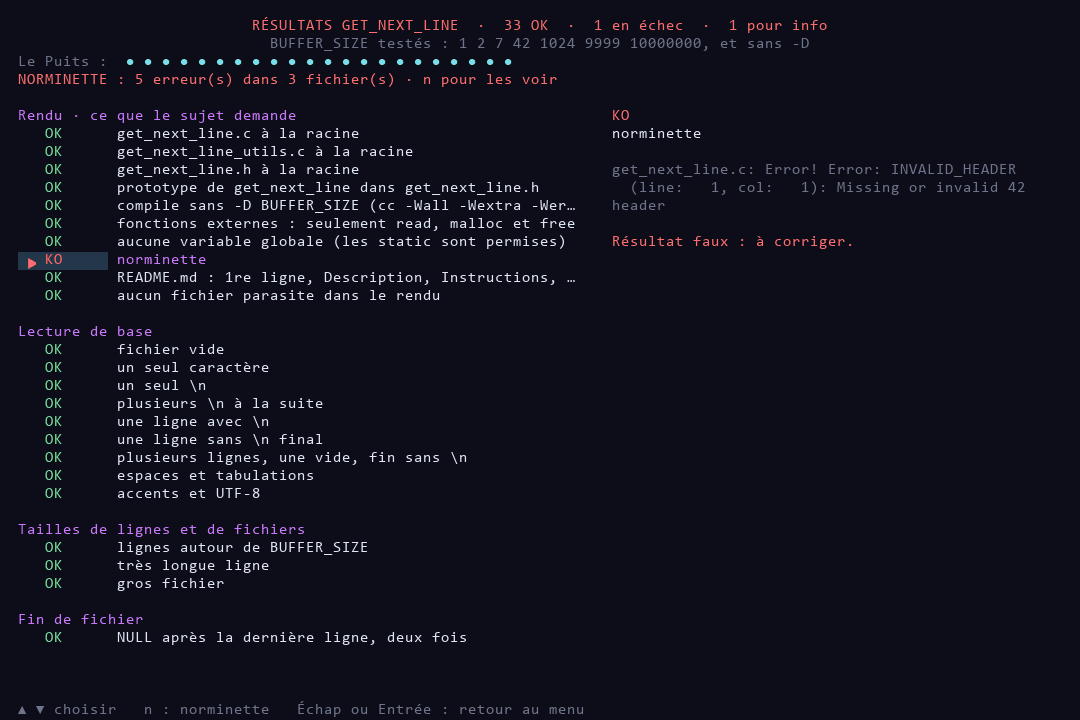 RÉSULTATS GET_NEXT_LINE · 33 OK · 1 en échec · 1 pour info
BUFFER_SIZE testés : 1 2 7 42 1024 9999 10000000, et sans -D
Le Puits : ● ● ● ● ● ● ● ● ● ● ● ● ● ● ● ● ● ● ● ● ● ●
NORMINETTE : 5 erreur(s) dans 3 fichier(s) · n pour les voir
Rendu · ce que le sujet demande
OK get_next_line.c à la racine
OK get_next_line_utils.c à la racine
OK get_next_line.h à la racine
OK prototype de get_next_line dans get_next_line.h
OK compile sans -D BUFFER_SIZE (cc -Wall -Wextra -Wer…
OK fonctions externes : seulement read, malloc et free
OK aucune variable globale (les static sont permises)
▶ KO norminette
OK README.md : 1re ligne, Description, Instructions, …
OK aucun fichier parasite dans le rendu
Lecture de base
OK fichier vide
OK un seul caractère
OK un seul \n
OK plusieurs \n à la suite
OK une ligne avec \n
OK une ligne sans \n final
OK plusieurs lignes, une vide, fin sans \n
OK espaces et tabulations
OK accents et UTF-8
Tailles de lignes et de fichiers
OK lignes autour de BUFFER_SIZE
OK très longue ligne
OK gros fichier
Fin de fichier
OK NULL après la dernière ligne, deux fois
KO
norminette
get_next_line.c: Error! Error: INVALID_HEADER
(line: 1, col: 1): Missing or invalid 42
header
Résultat faux : à corriger.
▲ ▼ choisir n : norminette Échap ou Entrée : retour au menu